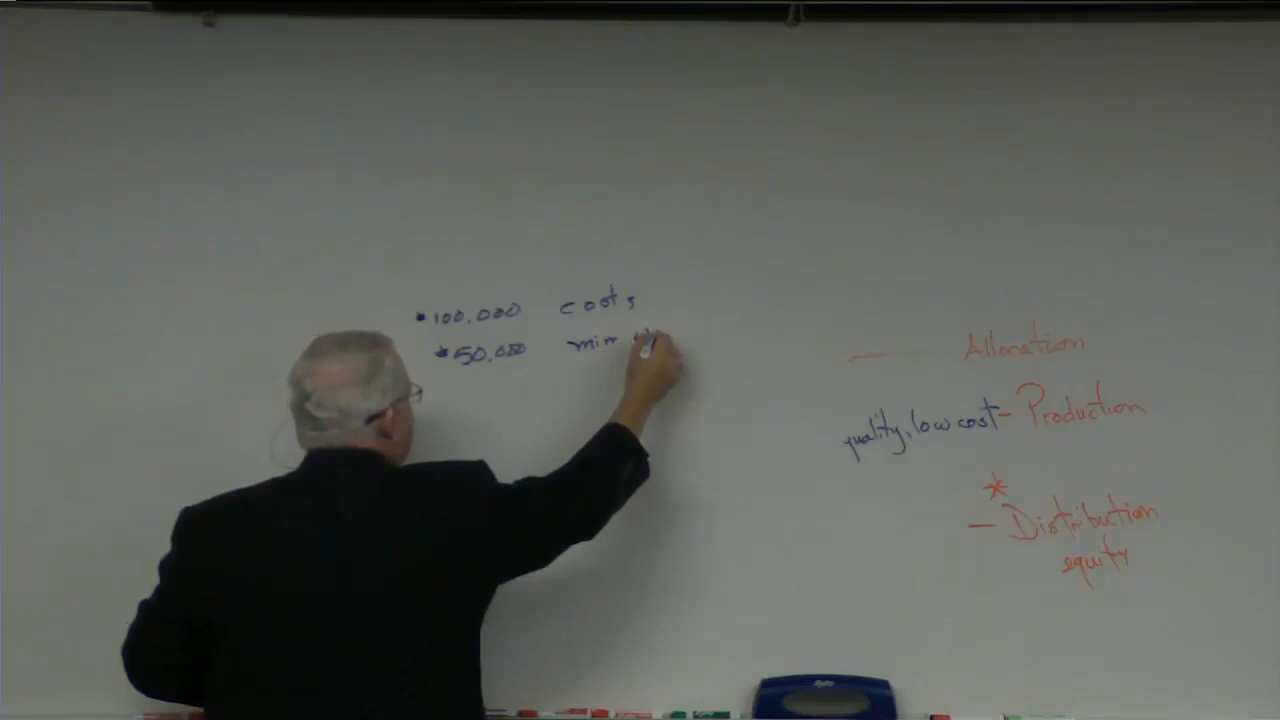 100,000 costs
50,000 min
— Allocation
quality, low cost - Production
*
— Distribution
equity